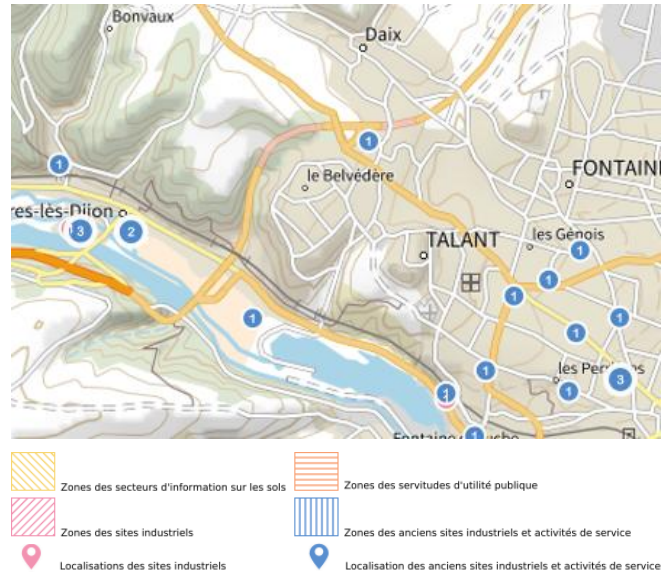 Bonvaux
Daix
1
1
le Belvédère
FONTAINE
res-lès-Dijon
3
2
TALANT
les Génois
1
1
1
1
1
1
1
les
1
3
1
1
Zones des secteurs d'information sur les sols
Zones des servitudes d'utilité publique
Zones des sites industriels
Zones des anciens sites industriels et activités de service
Localisations des sites industriels
Localisation des anciens sites industriels et activités de service